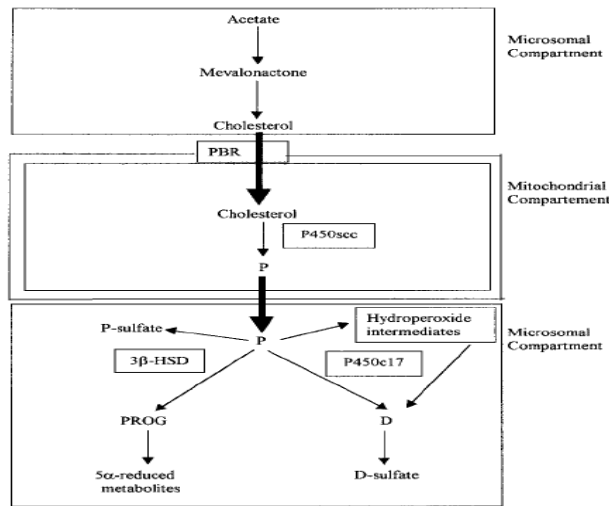 Acetate
Microsomal
Compartment
Mevalonactone
Cholesterol
PBR
Mitochondrial
Compartement
Cholesterol
P450scc
P
Hydroperoxide
intermediates
P-sulfate
P
Microsomal
Compartment
3β-HSD
P450c17
PROG
D
5α-reduced
metabolites
D-sulfate